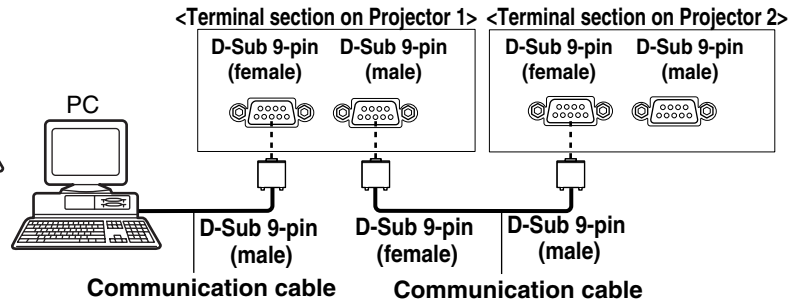 <Terminal section on Projector 1> <Terminal section on Projector 2>
D-Sub 9-pin D-Sub 9-pin D-Sub 9-pin D-Sub 9-pin
(female) (male) (female) (male)
PC
D-Sub 9-pin D-Sub 9-pin D-Sub 9-pin
(male) (female) (male)
Communication cable Communication cable